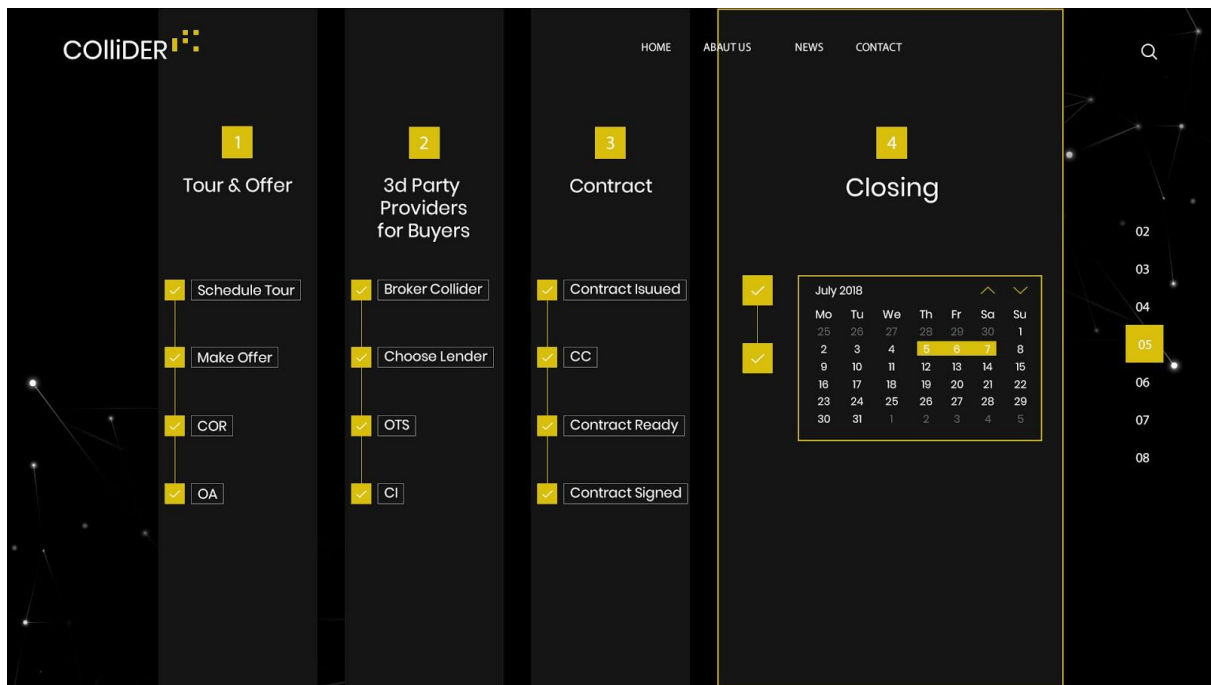 COlliDER
HOME ABAUT US NEWS CONTACT
1
Tour & Offer
Schedule Tour
Make Offer
COR
OA
2
3d Party
Providers
for Buyers
Broker Collider
Choose Lender
OTS
CI
3
Contract
Contract Isuued
CC
Contract Ready
Contract Signed
4
Closing
July 2018
Mo Tu We Th Fr Sa Su
25 26 27 28 29 30 1
2 3 4 5 6 7 8
9 10 11 12 13 14 15
16 17 18 19 20 21 22
23 24 25 26 27 28 29
30 31 1 2 3 4 5
02
03
04
05
06
07
08